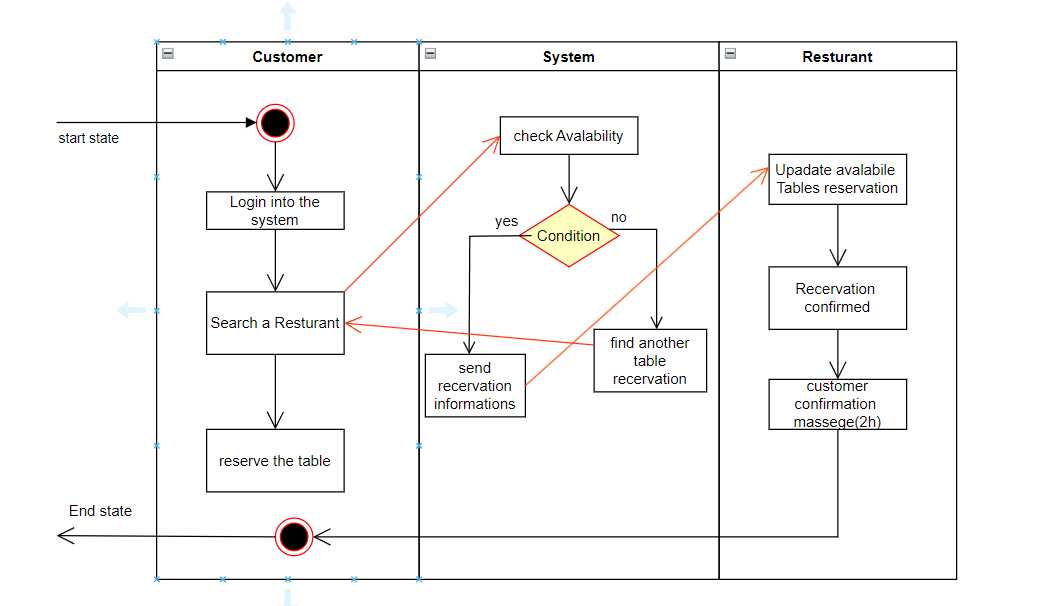 Customer
System
Resturant
start state
Login into the
system
Search a Resturant
reserve the table
End state
check Avalability
yes
no
Condition
send
recervation
informations
find another
table
recervation
Upadate avalabile
Tables reservation
Recervation
confirmed
customer
confirmation
massege(2h)